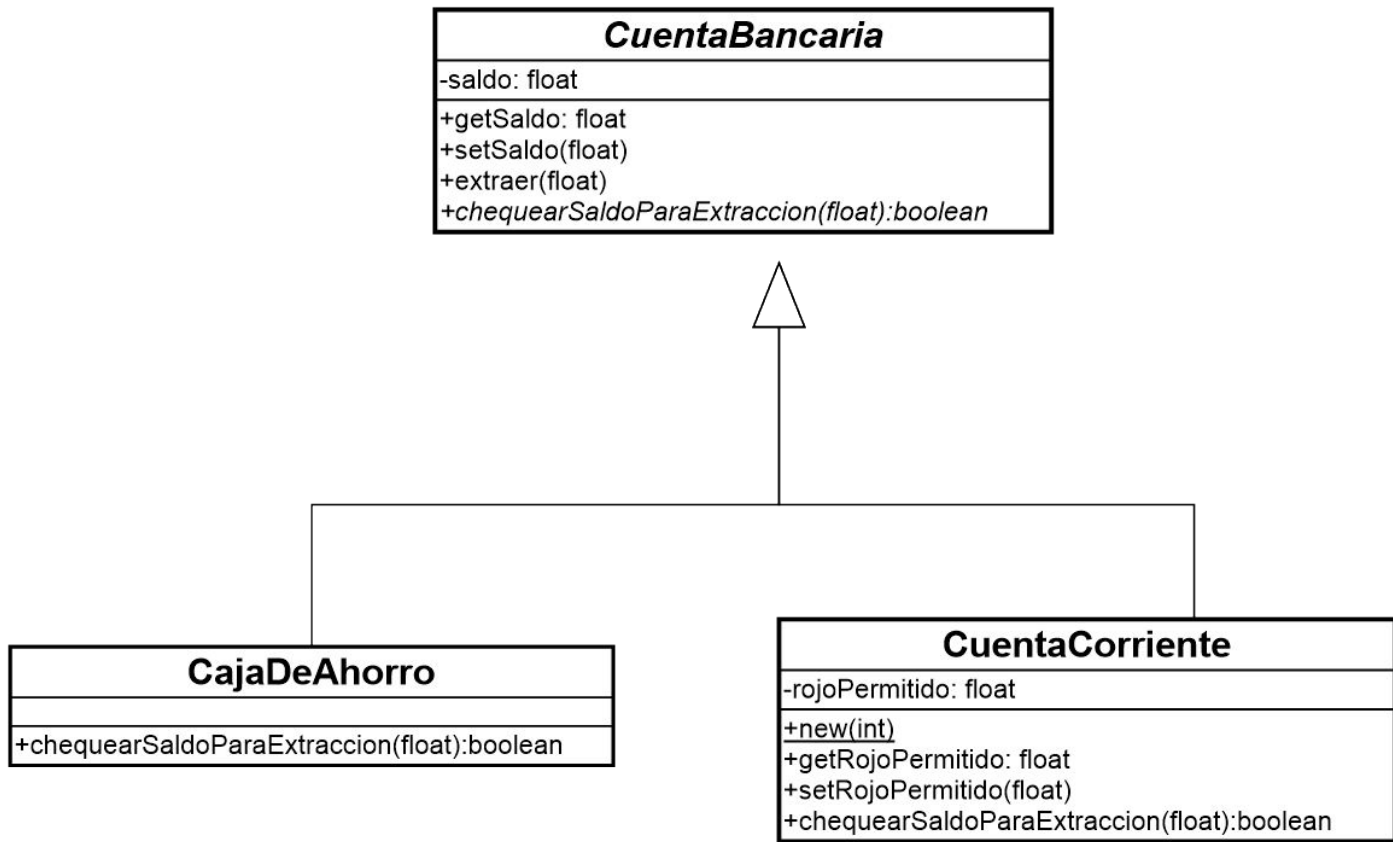 CuentaBancaria
-saldo: float
+getSaldo: float
+setSaldo(float)
+extraer(float)
+chequearSaldoParaExtraccion(float):boolean
CajaDeAhorro
+chequearSaldoParaExtraccion(float):boolean
CuentaCorriente
-rojoPermitido: float
+new(int)
+getRojoPermitido: float
+setRojoPermitido(float)
+chequearSaldoParaExtraccion(float):boolean